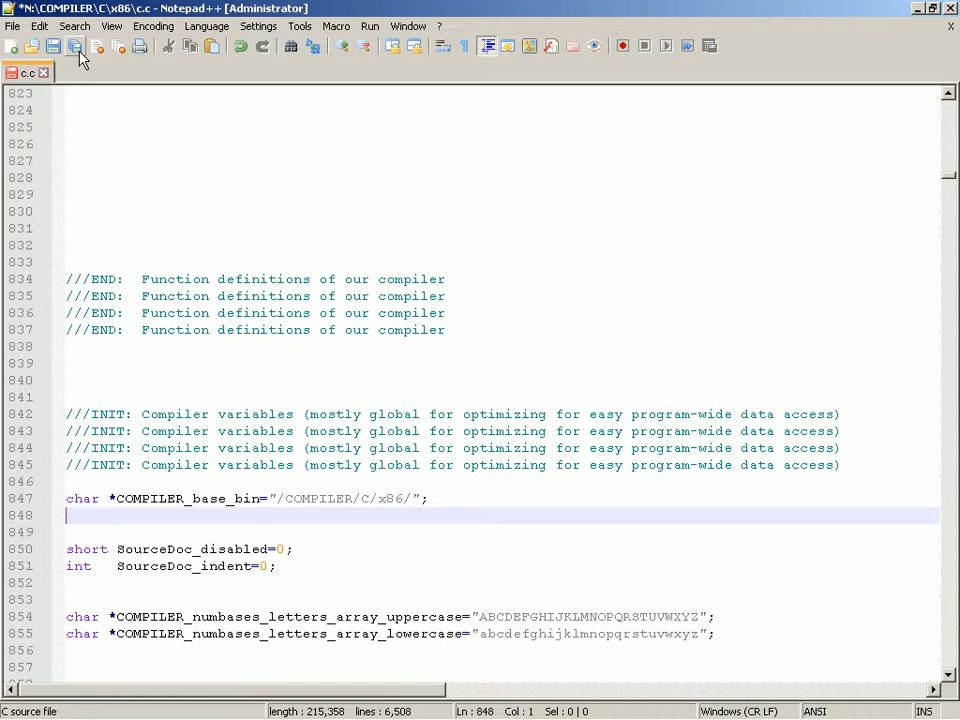 *N:\COMPILER\C\x86\c.c - Notepad++ [Administrator]
File Edit Search View Encoding Language Settings Tools Macro Run Window ? X
c.c
823
824
825
826
827
828
829
830
831
832
833
834 ///END:  Function definitions of our compiler
835 ///END:  Function definitions of our compiler
836 ///END:  Function definitions of our compiler
837 ///END:  Function definitions of our compiler
838
839
840
841
842 ///INIT: Compiler variables (mostly global for optimizing for easy program-wide data access)
843 ///INIT: Compiler variables (mostly global for optimizing for easy program-wide data access)
844 ///INIT: Compiler variables (mostly global for optimizing for easy program-wide data access)
845 ///INIT: Compiler variables (mostly global for optimizing for easy program-wide data access)
846
847 char *COMPILER_base_bin="/COMPILER/C/x86/";
848
849
850 short SourceDoc_disabled=0;
851 int   SourceDoc_indent=0;
852
853
854 char *COMPILER_numbases_letters_array_uppercase="ABCDEFGHIJKLMNOPQRSTUVWXYZ";
855 char *COMPILER_numbases_letters_array_lowercase="abcdefghijklmnopqrstuvwxyz";
856
857
C source file length : 215,358 lines : 6,508 Ln : 848 Col : 1 Sel : 0 | 0 Windows (CR LF) ANSI INS